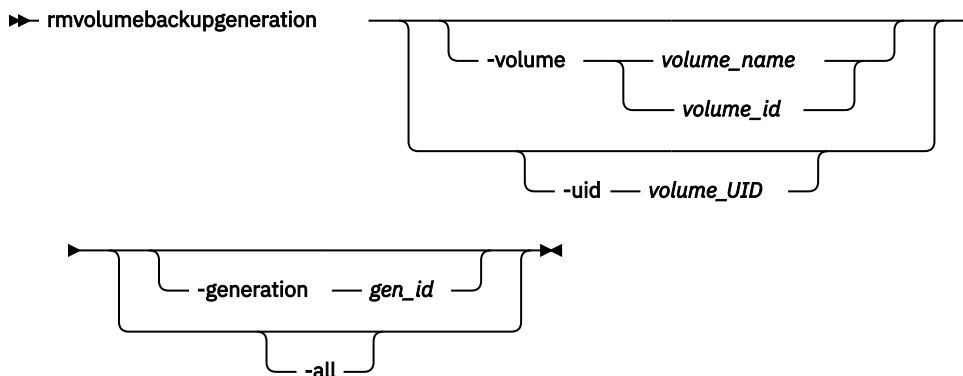 rmvolumebackupgeneration
-volume volume_name
volume_id
-uid volume_UID
-generation gen_id
-all